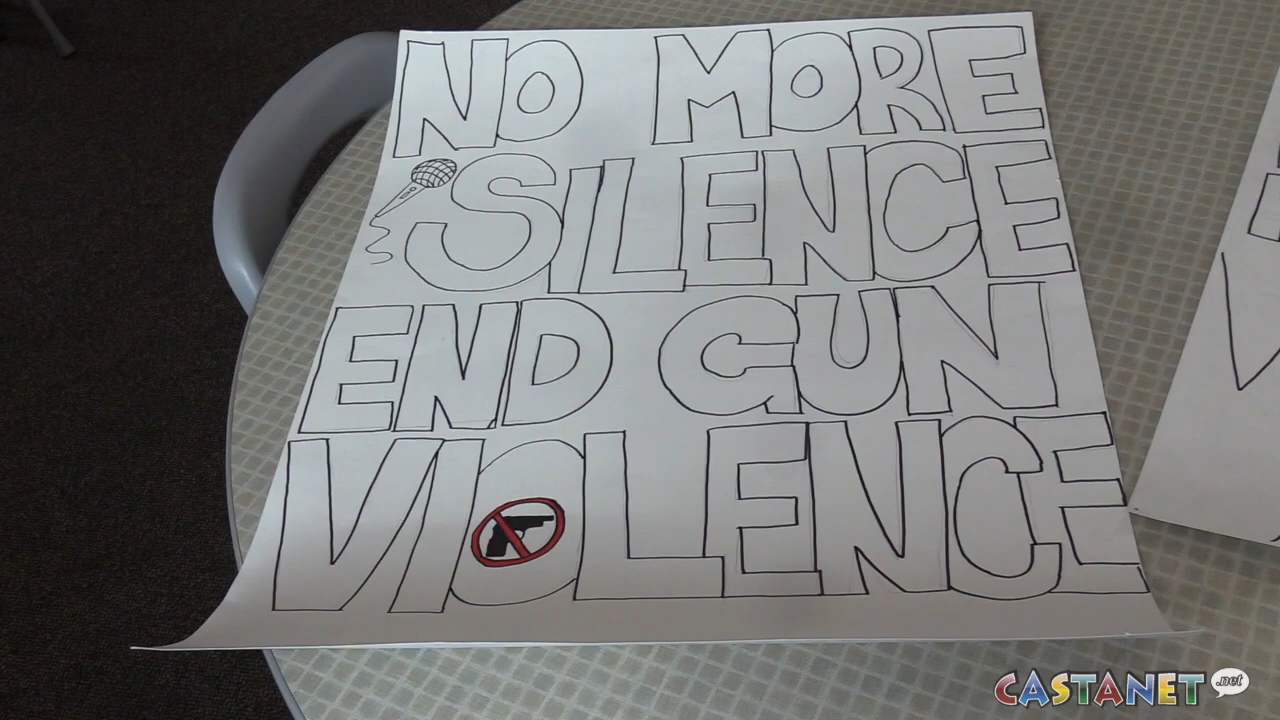 NO MORE
SILENCE
END GUN
VIOLENCE
CASTANET .net